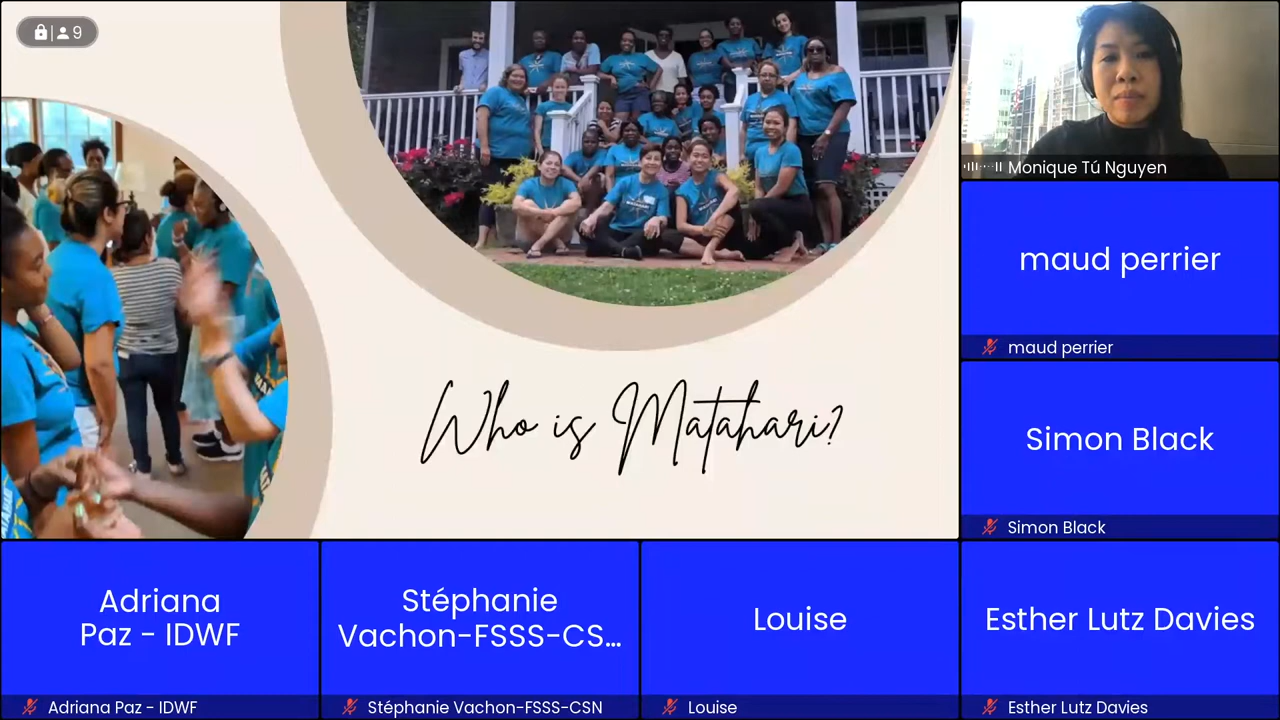 9
Who is Matahari?
Monique Tú Nguyen
maud perrier
maud perrier
Simon Black
Simon Black
Adriana
Paz - IDWF
Adriana Paz - IDWF
Stéphanie
Vachon-FSSS-CS...
Stéphanie Vachon-FSSS-CSN
Louise
Louise
Esther Lutz Davies
Esther Lutz Davies